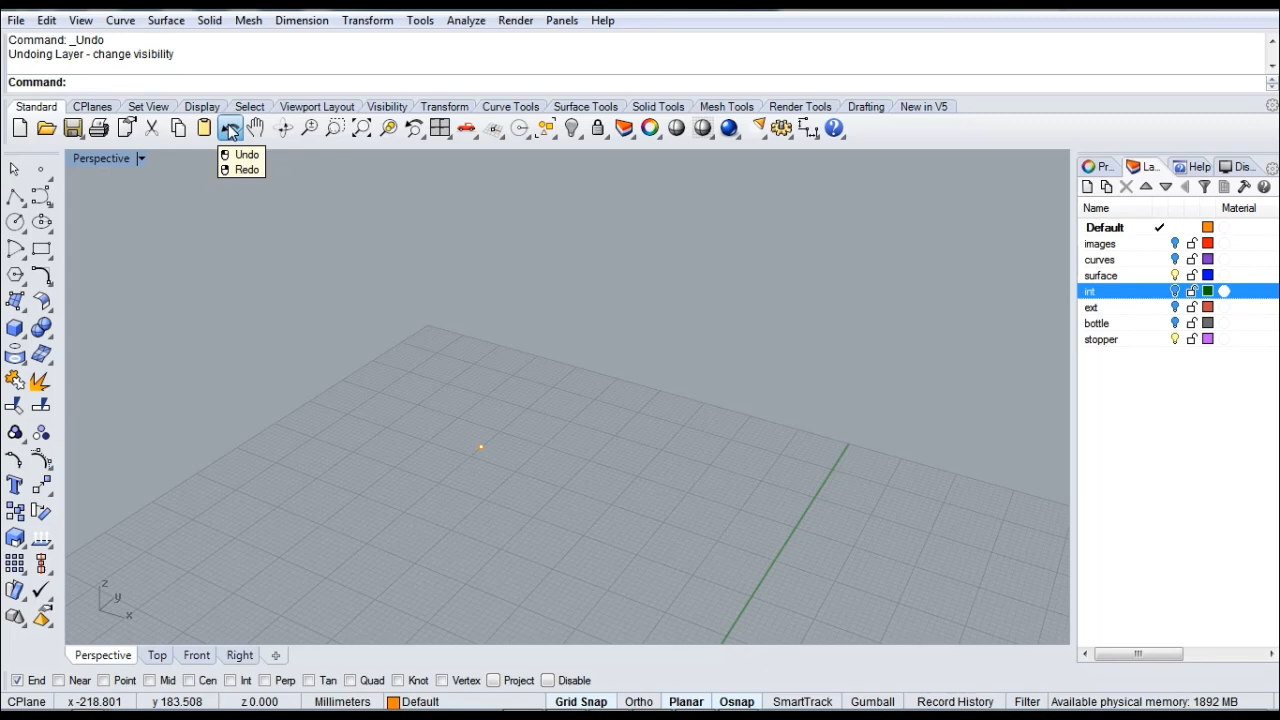 File Edit View Curve Surface Solid Mesh Dimension Transform Tools Analyze Render Panels Help
Command: _Undo
Undoing Layer - change visibility
Command:
Standard CPlanes Set View Display Select Viewport Layout Visibility Transform Curve Tools Surface Tools Solid Tools Mesh Tools Render Tools Drafting New in V5
Undo
Redo
Perspective
Pr... La... Help Dis...
Name Material
Default
images
curves
surface
int
ext
bottle
stopper
z
y
x
Perspective Top Front Right
End Near Point Mid Cen Int Perp Tan Quad Knot Vertex Project Disable
CPlane x -218.801 y 183.508 z 0.000 Millimeters Default Grid Snap Ortho Planar Osnap SmartTrack Gumball Record History Filter Available physical memory: 1892 MB